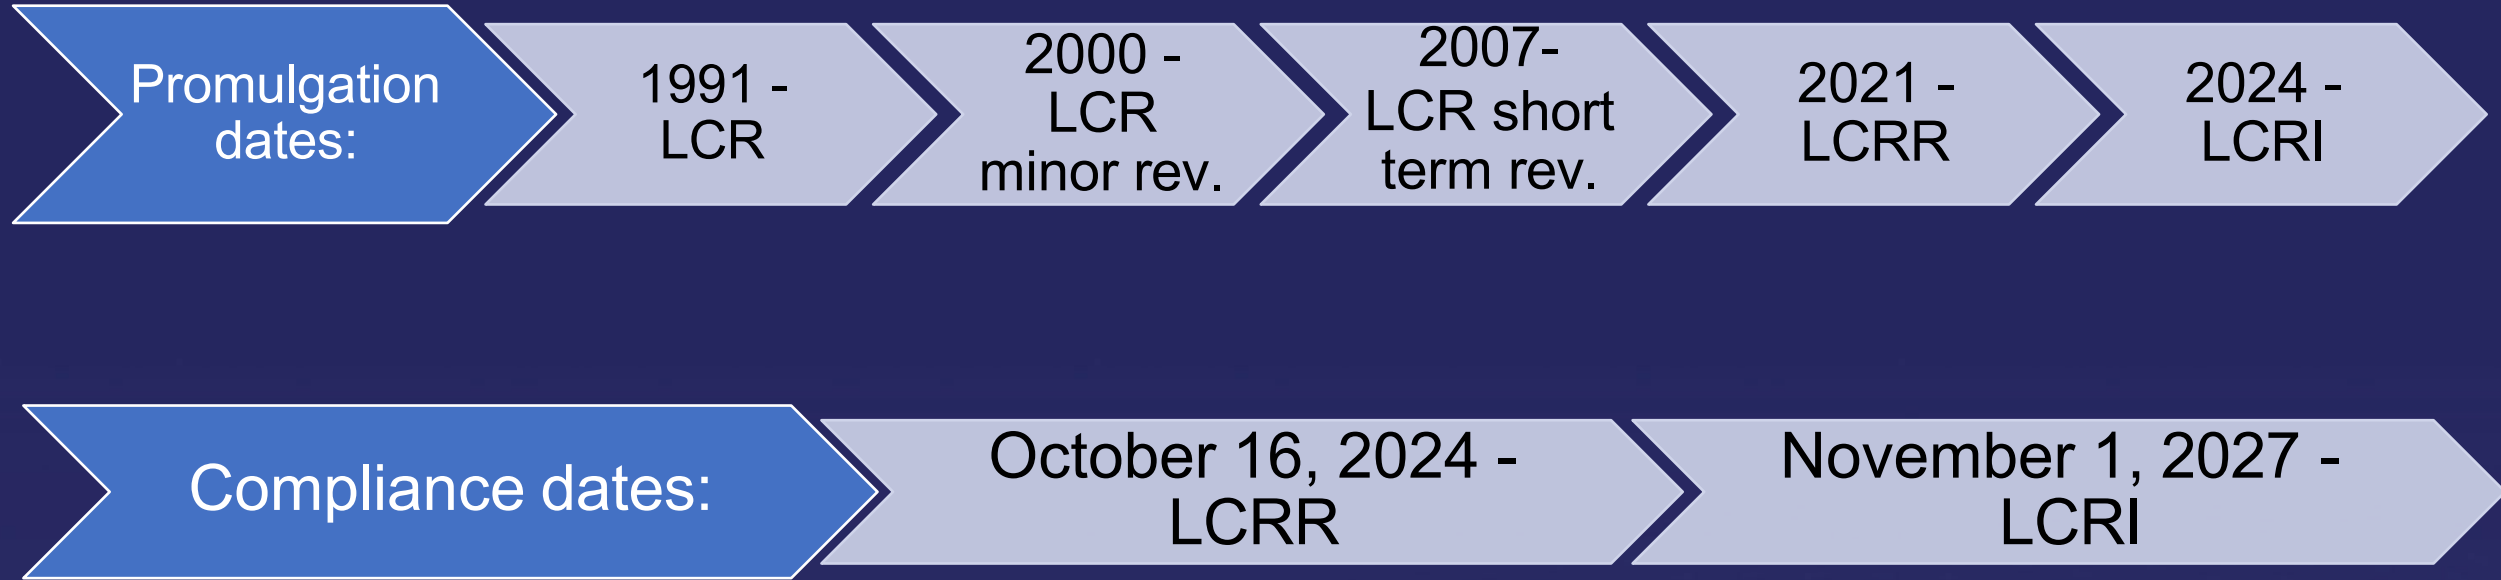 Promulgation
dates:
1991 -
LCR
2000 -
LCR
minor rev.
2007-
LCR short
term rev.
2021 -
LCRR
2024 -
LCRI
Compliance dates:
October 16, 2024 -
LCRR
November 1, 2027 -
LCRI